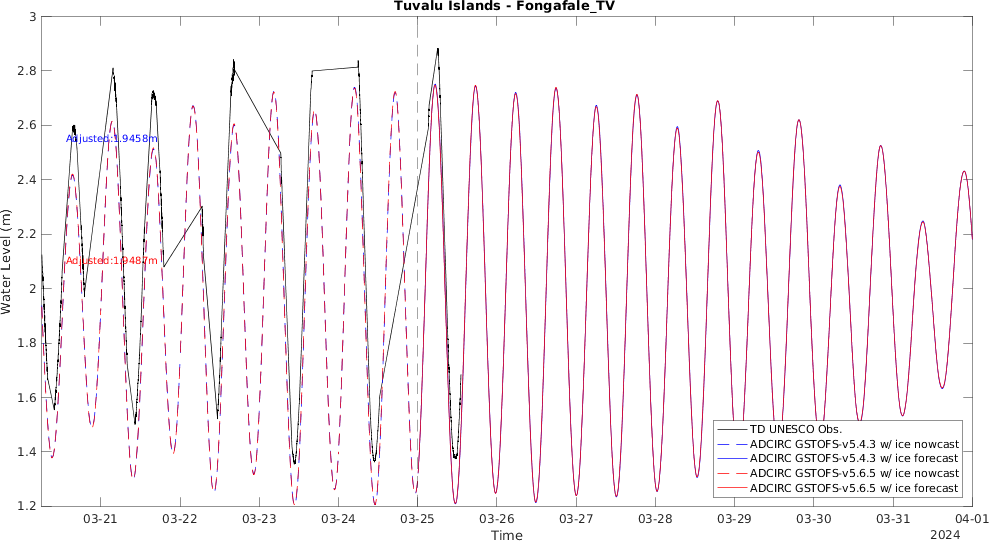 Tuvalu Islands - Fongafale_TV
3
2.8
2.6
2.4
2.2
2
1.8
1.6
1.4
1.2
Water Level (m)
Adjusted:1.9458m
Adjusted:1.9487m
TD UNESCO Obs.
ADCIRC GSTOFS-v5.4.3 w/ ice nowcast
ADCIRC GSTOFS-v5.4.3 w/ ice forecast
ADCIRC GSTOFS-v5.6.5 w/ ice nowcast
ADCIRC GSTOFS-v5.6.5 w/ ice forecast
03-21 03-22 03-23 03-24 03-25 03-26 03-27 03-28 03-29 03-30 03-31 04-01
Time
2024